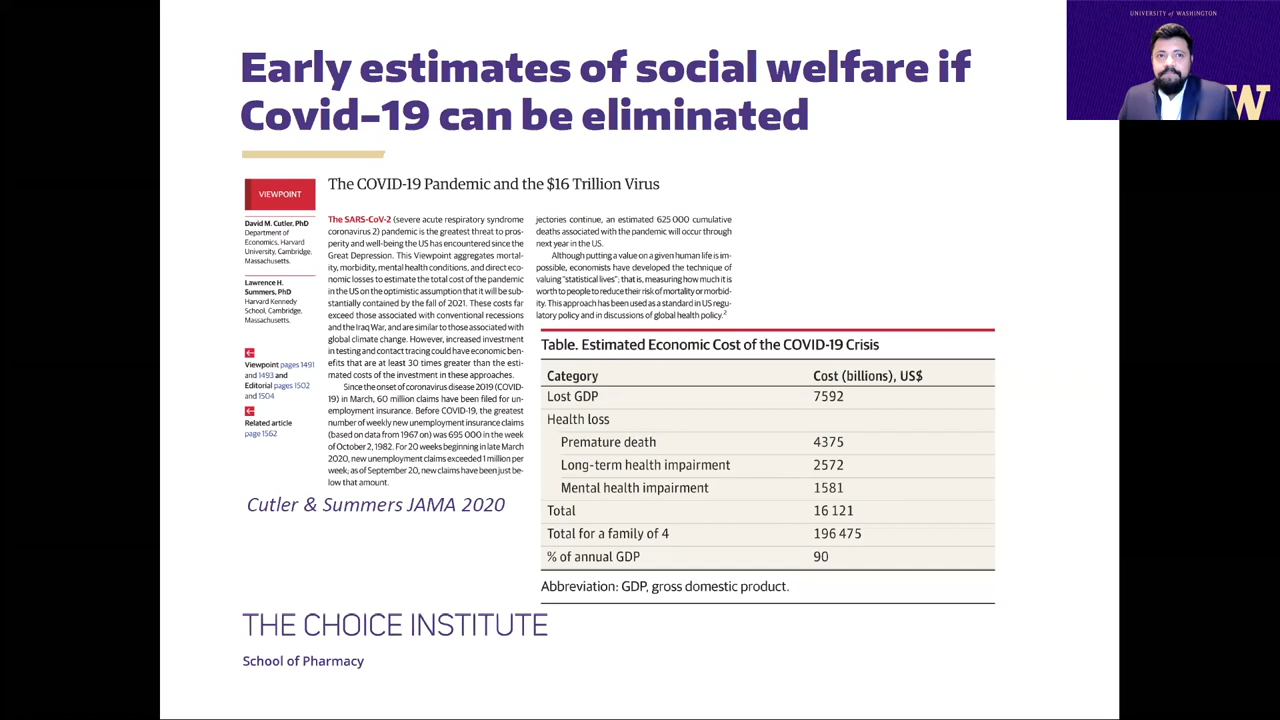 UNIVERSITY of WASHINGTON
W
Early estimates of social welfare if
Covid-19 can be eliminated
VIEWPOINT
The COVID-19 Pandemic and the $16 Trillion Virus
David M. Cutler, PhD
Department of
Economics, Harvard
University, Cambridge,
Massachusetts.
Lawrence H.
Summers, PhD
Harvard Kennedy
School, Cambridge,
Massachusetts.
Viewpoint pages 1491
and 1493 and
Editorial pages 1502
and 1504
Related article
page 1562
The SARS-CoV-2 (severe acute respiratory syndrome
coronavirus 2) pandemic is the greatest threat to pros-
perity and well-being the US has encountered since the
Great Depression. This Viewpoint aggregates mortal-
ity, morbidity, mental health conditions, and direct eco-
nomic losses to estimate the total cost of the pandemic
in the US on the optimistic assumption that it will be sub-
stantially contained by the fall of 2021. These costs far
exceed those associated with conventional recessions
and the Iraq War, and are similar to those associated with
global climate change. However, increased investment
in testing and contact tracing could have economic ben-
efits that are at least 30 times greater than the esti-
mated costs of the investment in these approaches.
Since the onset of coronavirus disease 2019 (COVID-
19) in March, 60 million claims have been filed for un-
employment insurance. Before COVID-19, the greatest
number of weekly new unemployment insurance claims
(based on data from 1967 on) was 695 000 in the week
of October 2, 1982. For 20 weeks beginning in late March
2020, new unemployment claims exceeded 1 million per
week; as of September 20, new claims have been just be-
low that amount.
jectories continue, an estimated 625 000 cumulative
deaths associated with the pandemic will occur through
next year in the US.
Although putting a value on a given human life is im-
possible, economists have developed the technique of
valuing "statistical lives"; that is, measuring how much it is
worth to people to reduce their risk of mortality or morbid-
ity. This approach has been used as a standard in US regu-
latory policy and in discussions of global health policy.2
Table. Estimated Economic Cost of the COVID-19 Crisis
Category Cost (billions), US$
Lost GDP 7592
Health loss
Premature death 4375
Long-term health impairment 2572
Mental health impairment 1581
Total 16 121
Total for a family of 4 196 475
% of annual GDP 90
Abbreviation: GDP, gross domestic product.
Cutler & Summers JAMA 2020
THE CHOICE INSTITUTE
School of Pharmacy